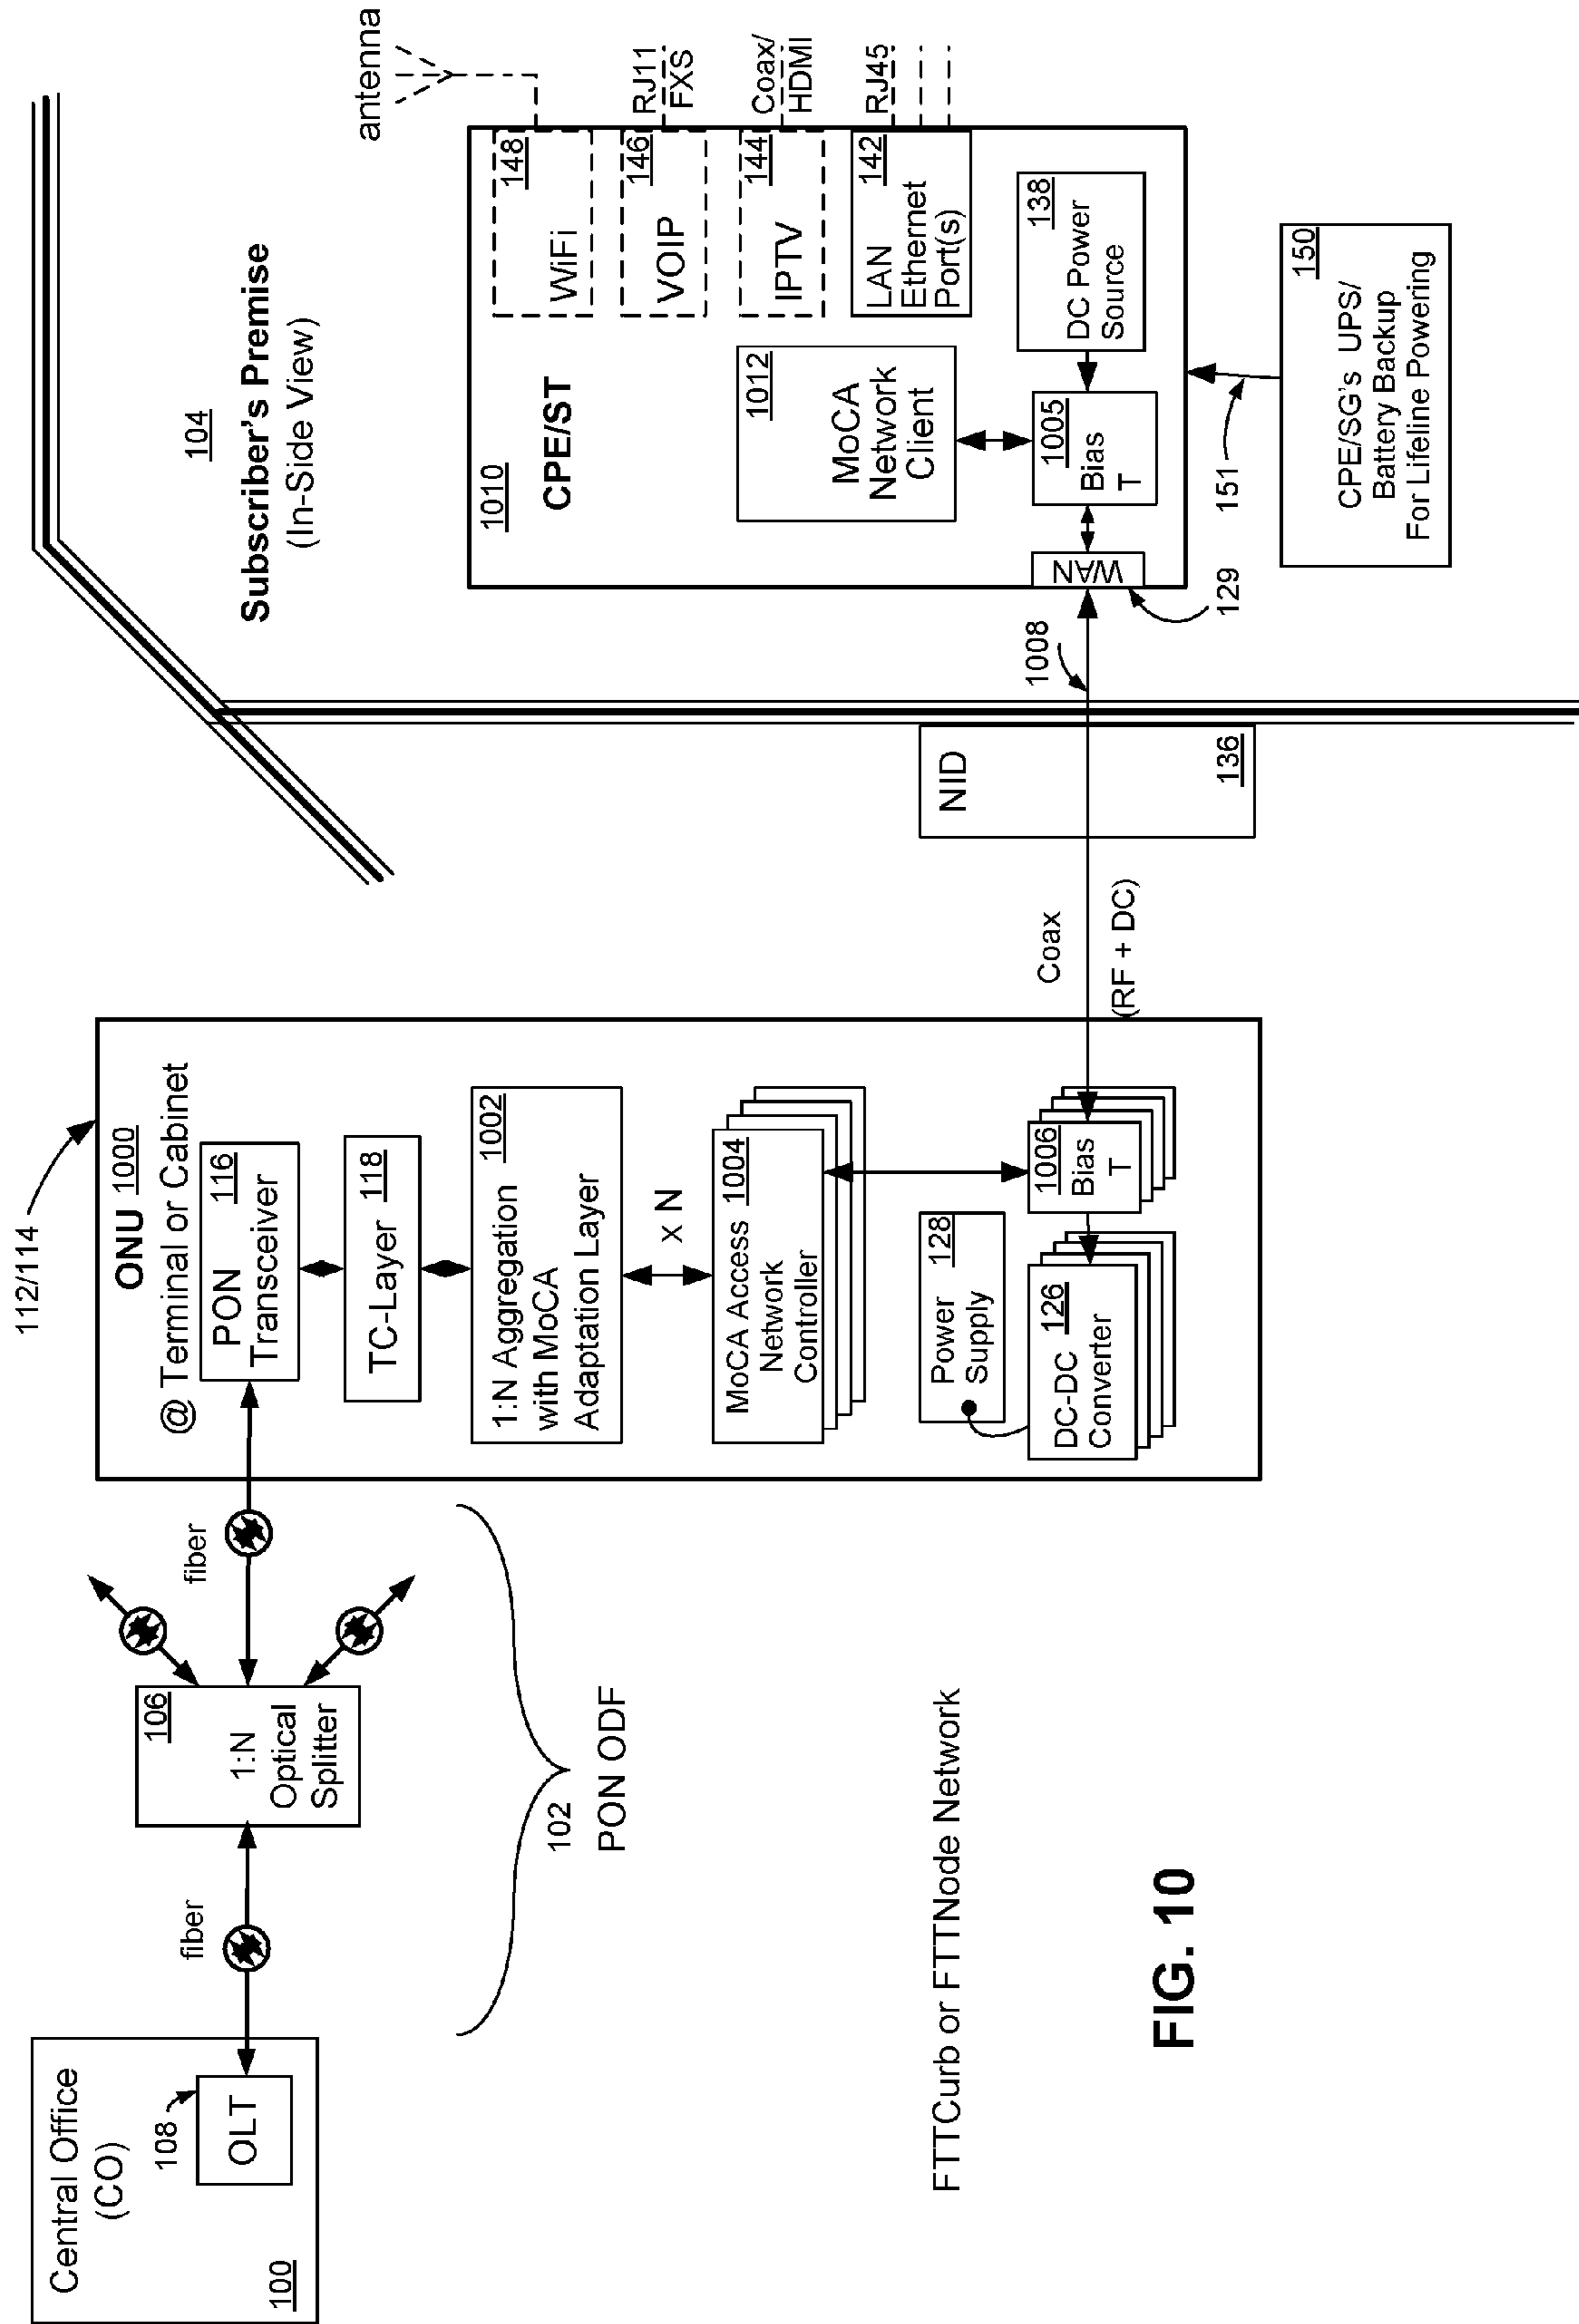 Central Office
(CO)
108
OLT
100
fiber
106
1:N
Optical
Splitter
fiber
102
PON ODF
112/114
ONU 1000
@ Terminal or Cabinet
PON 116
Transceiver
TC-Layer 118
1:N Aggregation 1002
with MoCA
Adaptation Layer
x N
MoCA Access 1004
Network
Controller
Power 128
Supply
DC-DC 126
Converter
1006
Bias
T
Coax
(RF + DC)
NID
136
1008
104
Subscriber's Premise
(In-Side View)
1010
CPE/ST
WAN
129
1005
Bias
T
1012
MoCA
Network
Client
138
DC Power
Source
148
WiFi
146
VOIP
144
IPTV
142
LAN
Ethernet
Port(s)
antenna
RJ11
FXS
Coax/
HDMI
RJ45
151
150
CPE/SG's UPS/
Battery Backup
For Lifeline Powering
FTTCurb or FTTNode Network
FIG. 10